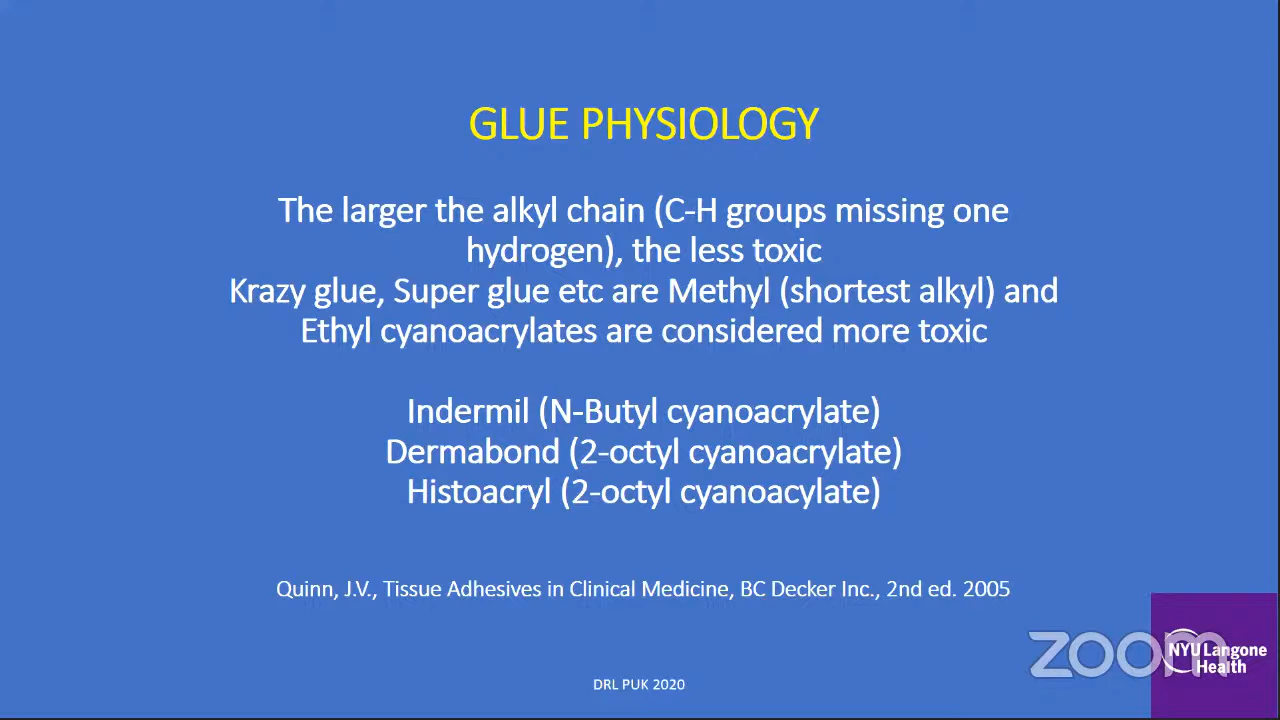 GLUE PHYSIOLOGY
The larger the alkyl chain (C-H groups missing one
hydrogen), the less toxic
Krazy glue, Super glue etc are Methyl (shortest alkyl) and
Ethyl cyanoacrylates are considered more toxic
Indermil (N-Butyl cyanoacrylate)
Dermabond (2-octyl cyanoacrylate)
Histoacryl (2-octyl cyanoacylate)
Quinn, J.V., Tissue Adhesives in Clinical Medicine, BC Decker Inc., 2nd ed. 2005
zoom
NYU Langone
Health
DRL PUK 2020